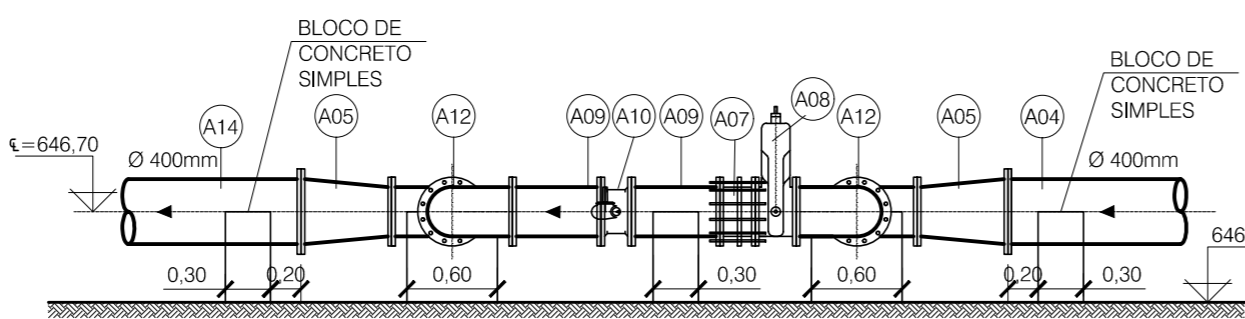 BLOCO DE
CONCRETO
SIMPLES
BLOCO DE
CONCRETO
SIMPLES
A14
A05
A12
A09
A10
A09
A07
A08
A12
A05
A04
℄=646,70
Ø 400mm
Ø 400mm
646
0,30
0,20
0,60
0,30
0,60
0,20
0,30